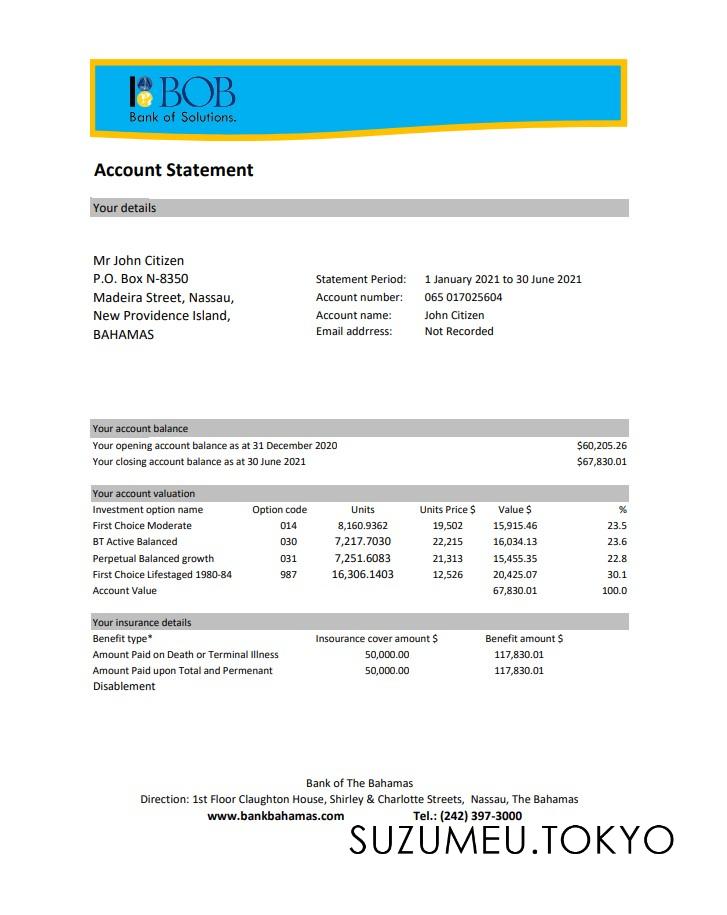 BOB
Bank of Solutions.
Account Statement
Your details
Mr John Citizen
P.O. Box N-8350
Madeira Street, Nassau,
New Providence Island,
BAHAMAS
Statement Period: 1 January 2021 to 30 June 2021
Account number: 065 017025604
Account name: John Citizen
Email addrress: Not Recorded
Your account balance
Your opening account balance as at 31 December 2020 $60,205.26
Your closing account balance as at 30 June 2021 $67,830.01
Your account valuation
Investment option name Option code Units Units Price $ Value $ %
First Choice Moderate 014 8,160.9362 19,502 15,915.46 23.5
BT Active Balanced 030 7,217.7030 22,215 16,034.13 23.6
Perpetual Balanced growth 031 7,251.6083 21,313 15,455.35 22.8
First Choice Lifestaged 1980-84 987 16,306.1403 12,526 20,425.07 30.1
Account Value 67,830.01 100.0
Your insurance details
Benefit type* Insourance cover amount $ Benefit amount $
Amount Paid on Death or Terminal Illness 50,000.00 117,830.01
Amount Paid upon Total and Permenant 50,000.00 117,830.01
Disablement
Bank of The Bahamas
Direction: 1st Floor Claughton House, Shirley & Charlotte Streets, Nassau, The Bahamas
www.bankbahamas.com Tel.: (242) 397-3000
SUZUMEU.TOKYO